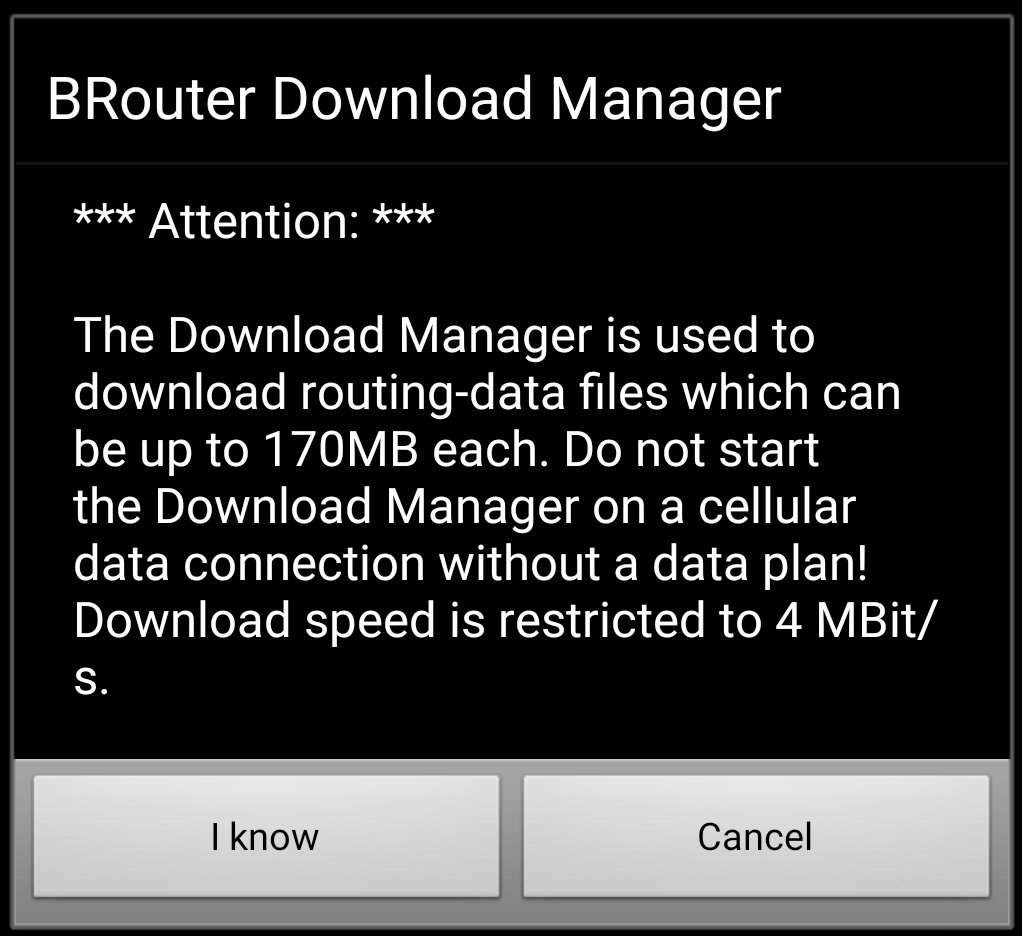 BRouter Download Manager
*** Attention: ***
The Download Manager is used to
download routing-data files which can
be up to 170MB each. Do not start
the Download Manager on a cellular
data connection without a data plan!
Download speed is restricted to 4 MBit/
s.
I know
Cancel